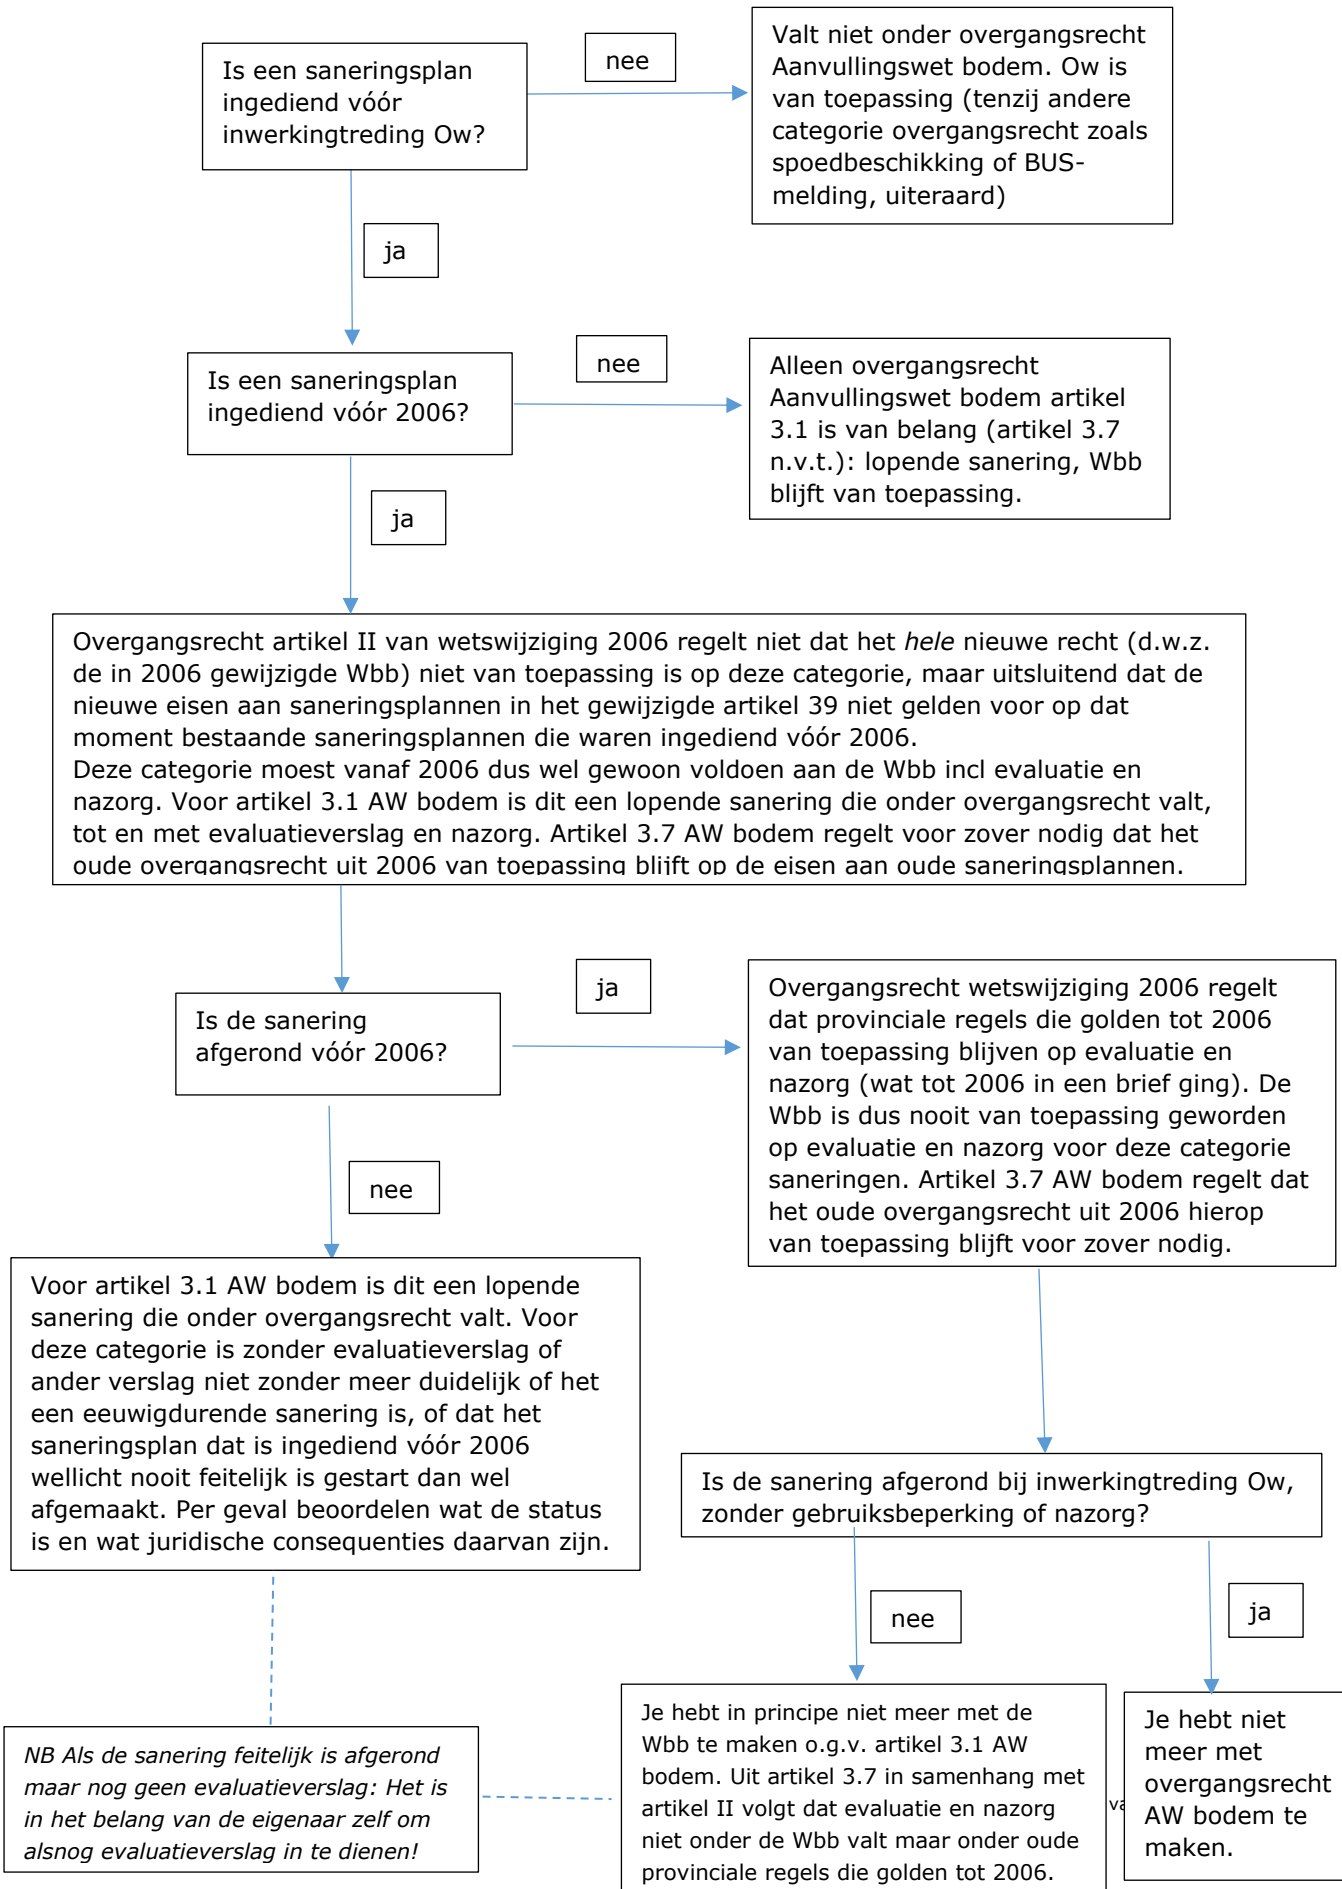 Is een saneringsplan
ingediend vóór
inwerkingtreding Ow?
nee
Valt niet onder overgangsrecht
Aanvullingswet bodem. Ow is
van toepassing (tenzij andere
categorie overgangsrecht zoals
spoedbeschikking of BUS-
melding, uiteraard)
ja
Is een saneringsplan
ingediend vóór 2006?
nee
Alleen overgangsrecht
Aanvullingswet bodem artikel
3.1 is van belang (artikel 3.7
n.v.t.): lopende sanering, Wbb
blijft van toepassing.
ja
Overgangsrecht artikel II van wetswijziging 2006 regelt niet dat het hele nieuwe recht (d.w.z.
de in 2006 gewijzigde Wbb) niet van toepassing is op deze categorie, maar uitsluitend dat de
nieuwe eisen aan saneringsplannen in het gewijzigde artikel 39 niet gelden voor op dat
moment bestaande saneringsplannen die waren ingediend vóór 2006.
Deze categorie moest vanaf 2006 dus wel gewoon voldoen aan de Wbb incl evaluatie en
nazorg. Voor artikel 3.1 AW bodem is dit een lopende sanering die onder overgangsrecht valt,
tot en met evaluatieverslag en nazorg. Artikel 3.7 AW bodem regelt voor zover nodig dat het
oude overgangsrecht uit 2006 van toepassing blijft op de eisen aan oude saneringsplannen.
Is de sanering
afgerond vóór 2006?
ja
Overgangsrecht wetswijziging 2006 regelt
dat provinciale regels die golden tot 2006
van toepassing blijven op evaluatie en
nazorg (wat tot 2006 in een brief ging). De
Wbb is dus nooit van toepassing geworden
op evaluatie en nazorg voor deze categorie
saneringen. Artikel 3.7 AW bodem regelt dat
het oude overgangsrecht uit 2006 hierop
van toepassing blijft voor zover nodig.
nee
Voor artikel 3.1 AW bodem is dit een lopende
sanering die onder overgangsrecht valt. Voor
deze categorie is zonder evaluatieverslag of
ander verslag niet zonder meer duidelijk of het
een eeuwigdurende sanering is, of dat het
saneringsplan dat is ingediend vóór 2006
wellicht nooit feitelijk is gestart dan wel
afgemaakt. Per geval beoordelen wat de status
is en wat juridische consequenties daarvan zijn.
Is de sanering afgerond bij inwerkingtreding Ow,
zonder gebruiksbeperking of nazorg?
nee
ja
NB Als de sanering feitelijk is afgerond
maar nog geen evaluatieverslag: Het is
in het belang van de eigenaar zelf om
alsnog evaluatieverslag in te dienen!
Je hebt in principe niet meer met de
Wbb te maken o.g.v. artikel 3.1 AW
bodem. Uit artikel 3.7 in samenhang met
artikel II volgt dat evaluatie en nazorg
niet onder de Wbb valt maar onder oude
provinciale regels die golden tot 2006.
Je hebt niet
meer met
overgangsrecht
AW bodem te
maken.